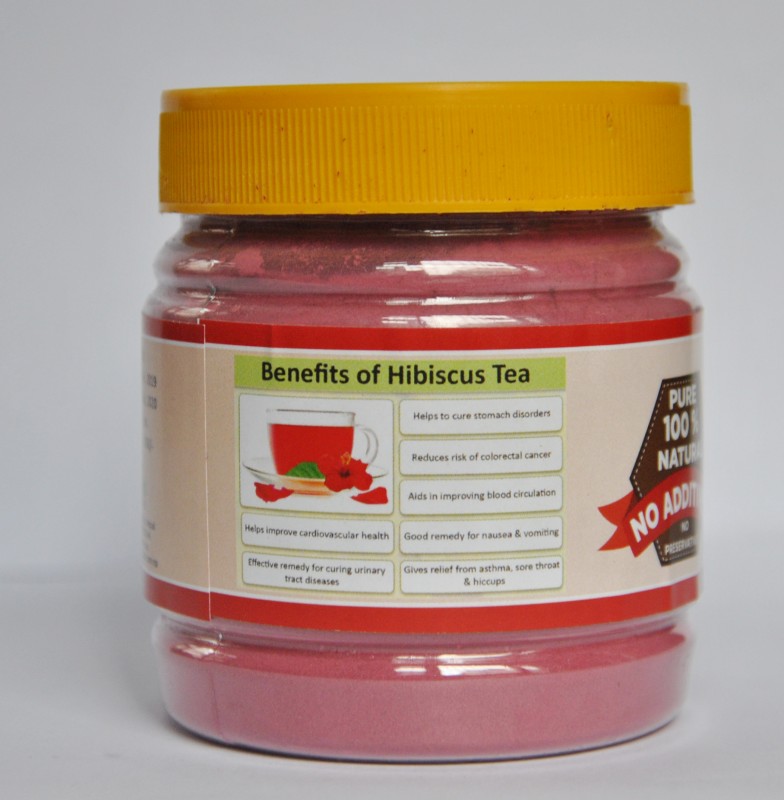 Benefits of Hibiscus Tea
Helps to cure stomach disorders
Reduces risk of colorectal cancer
Aids in improving blood circulation
Helps improve cardiovascular health
Good remedy for nausea & vomiting
Effective remedy for curing urinary
tract diseases
Gives relief from asthma, sore throat
& hiccups
PURE
100 %
NATURA
NO ADDIT
NO
PRESERVAT